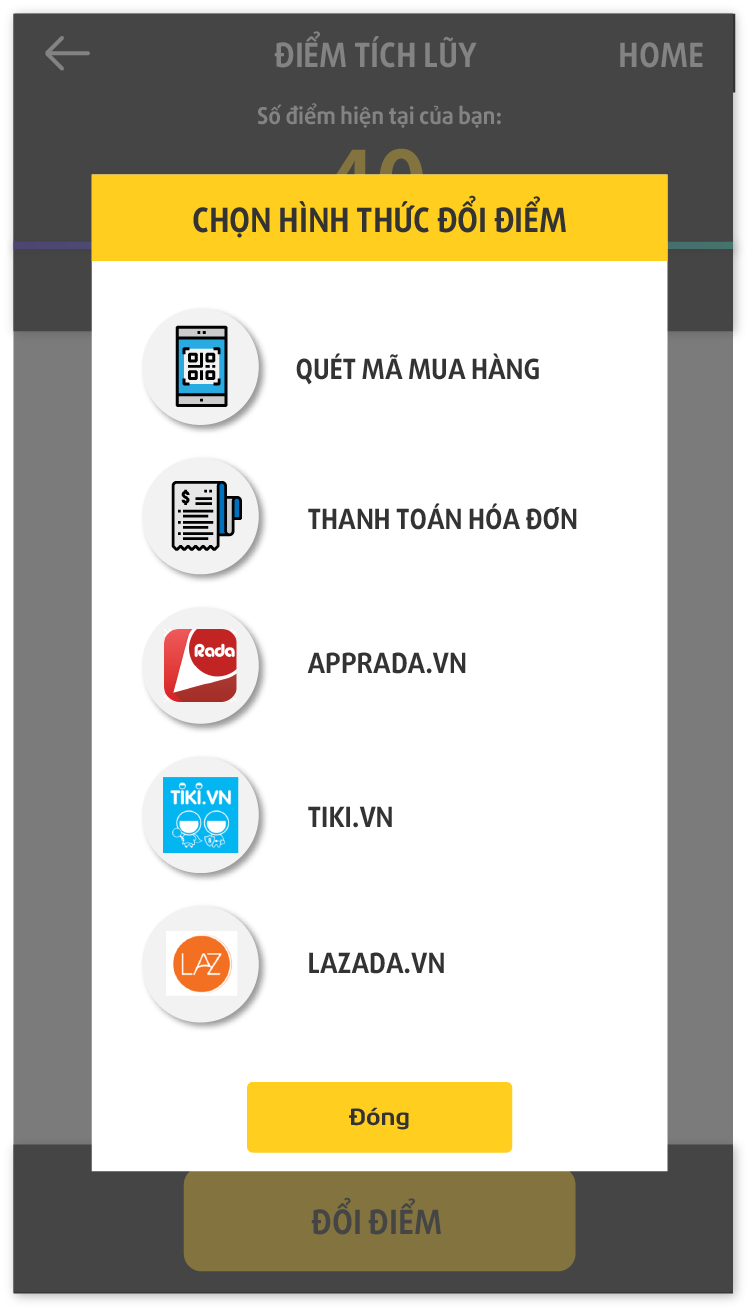 ĐIỂM TÍCH LŨY
HOME
Số điểm hiện tại của bạn:
40
CHỌN HÌNH THỨC ĐỔI ĐIỂM
QUÉT MÃ MUA HÀNG
$
THANH TOÁN HÓA ĐƠN
Rada
APPRADA.VN
TIKI.VN
TIKI.VN
LAZ
LAZADA.VN
Đóng
ĐỔI ĐIỂM